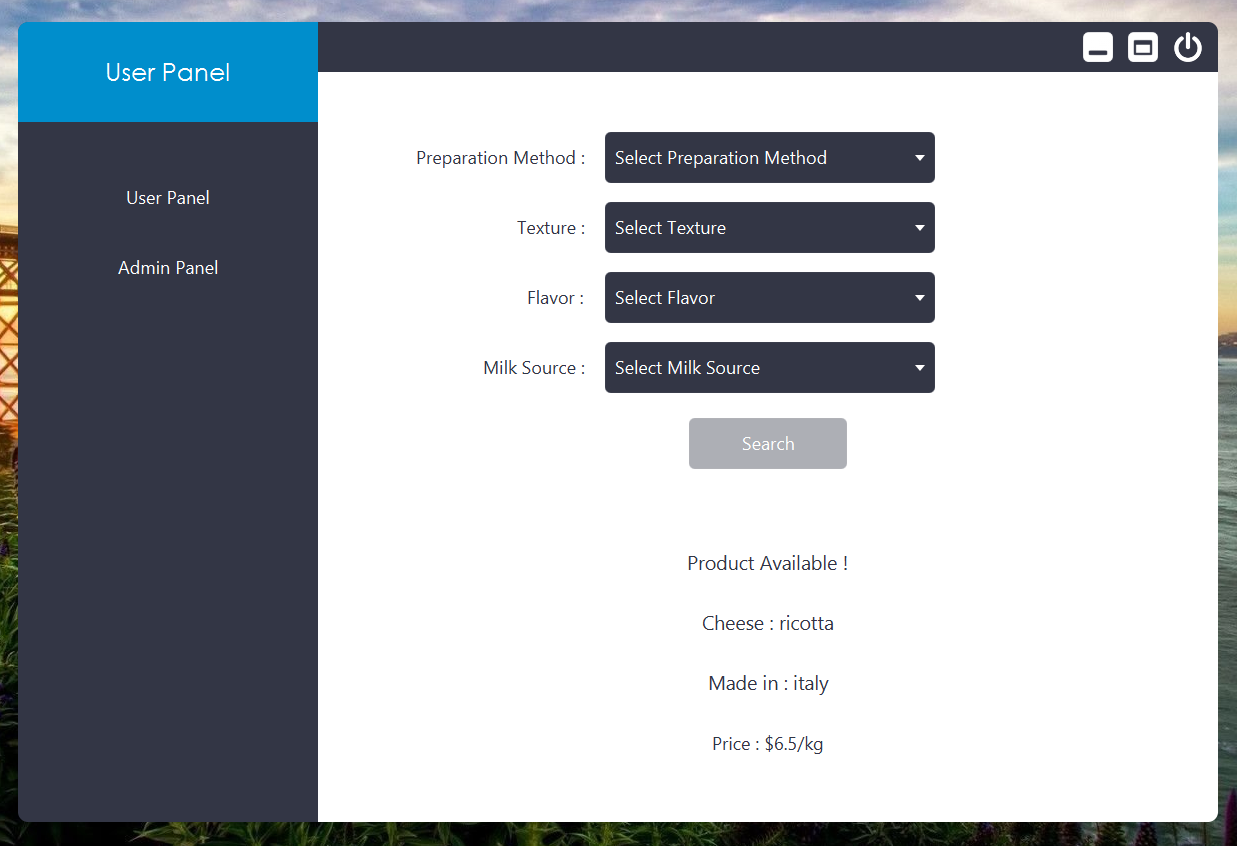 User Panel
User Panel
Admin Panel
Preparation Method : Select Preparation Method
Texture : Select Texture
Flavor : Select Flavor
Milk Source : Select Milk Source
Search
Product Available !
Cheese : ricotta
Made in : italy
Price : $6.5/kg